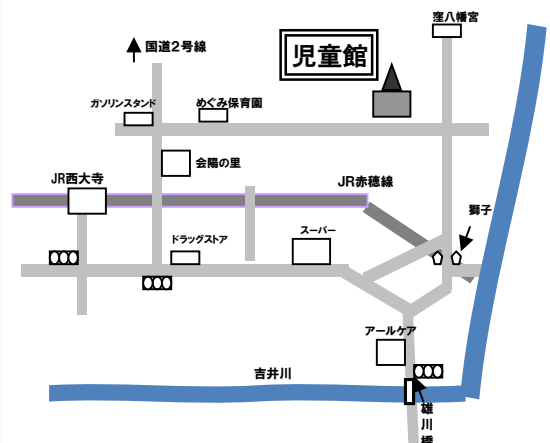 窪八幡宮
国道２号線
児童館
ガソリンスタンド
めぐみ保育園
会陽の里
JR西大寺
JR赤穂線
獅子
ドラッグストア
スーパー
アールケア
吉井川
雄川橋